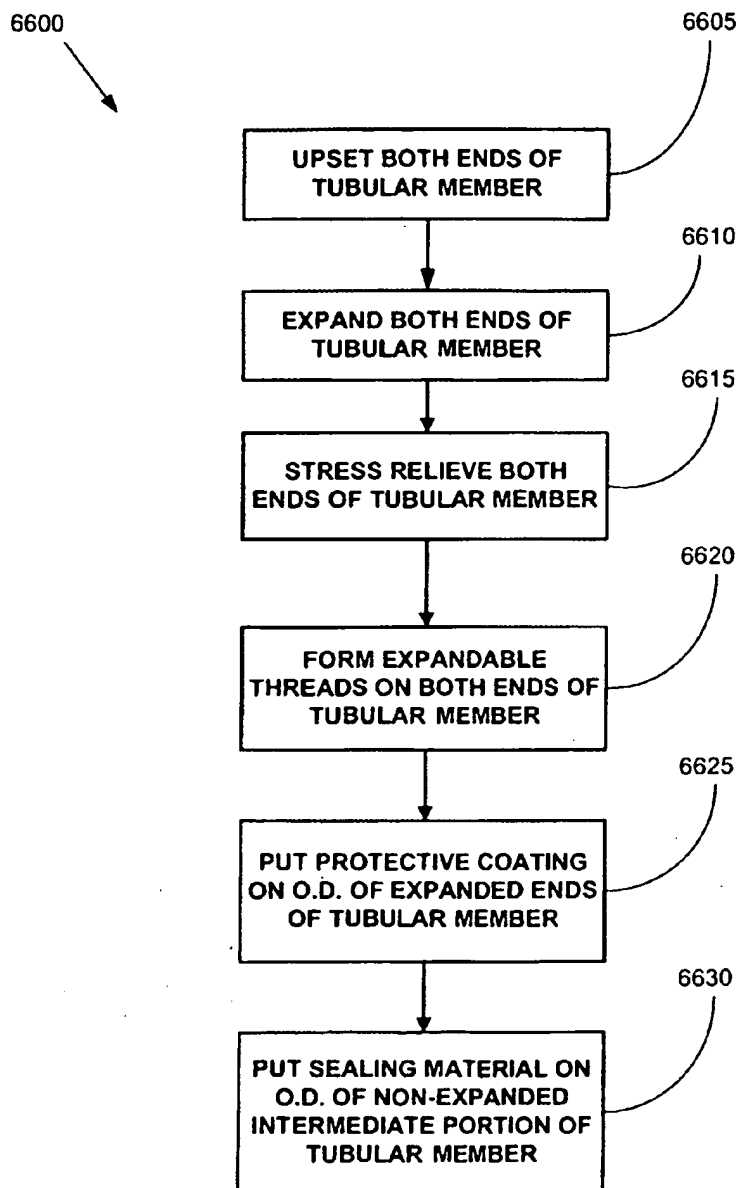 6600
6605
UPSET BOTH ENDS OF
TUBULAR MEMBER
6610
EXPAND BOTH ENDS OF
TUBULAR MEMBER
6615
STRESS RELIEVE BOTH
ENDS OF TUBULAR MEMBER
6620
FORM EXPANDABLE
THREADS ON BOTH ENDS OF
TUBULAR MEMBER
6625
PUT PROTECTIVE COATING
ON O.D. OF EXPANDED ENDS
OF TUBULAR MEMBER
6630
PUT SEALING MATERIAL ON
O.D. OF NON-EXPANDED
INTERMEDIATE PORTION OF
TUBULAR MEMBER